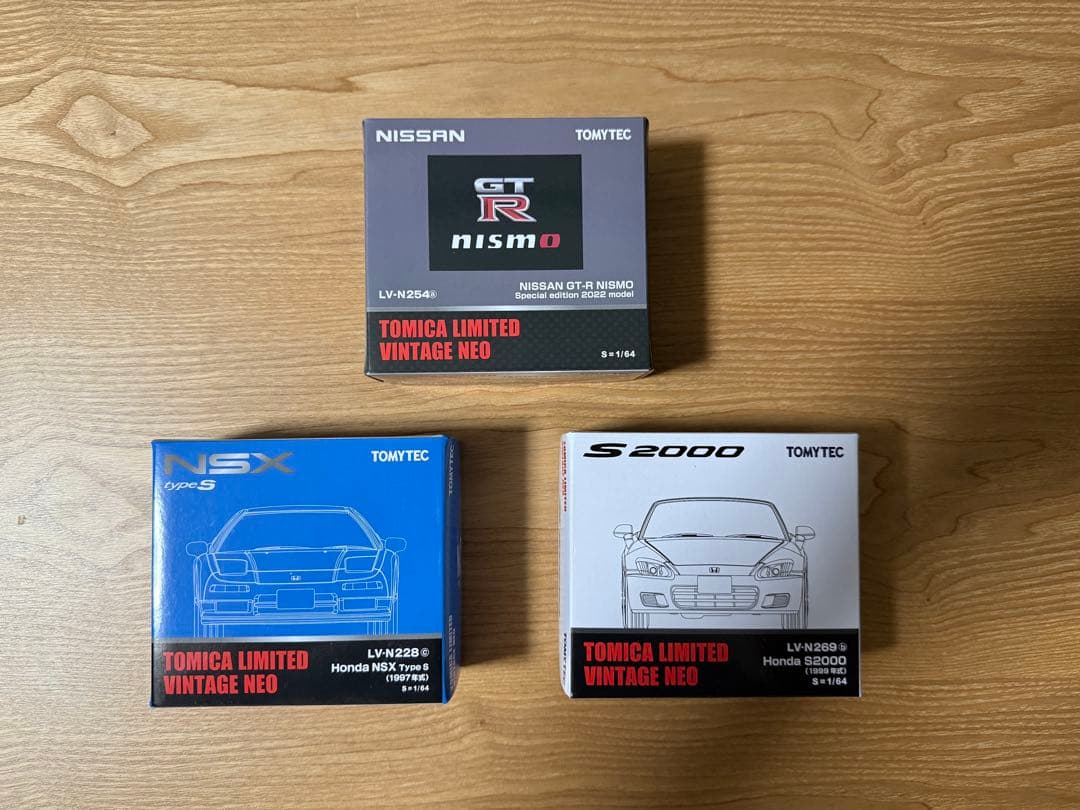 NISSAN
TOMYTEC
GT
R
nismo
LV-N254ⓐ
NISSAN GT-R NISMO
Special edition 2022 model
TOMICA LIMITED
VINTAGE NEO
S=1/64
NSX
type S
TOMYTEC
TOMYTEC
LV-N228ⓒ
Honda NSX Type S
(1997年式)
S=1/64
TOMICA LIMITED
VINTAGE NEO
S2000
TOMYTEC
LV-N269ⓑ
Honda S2000
(1999年式)
S=1/64
TOMICA LIMITED
VINTAGE NEO
TOMYTEC